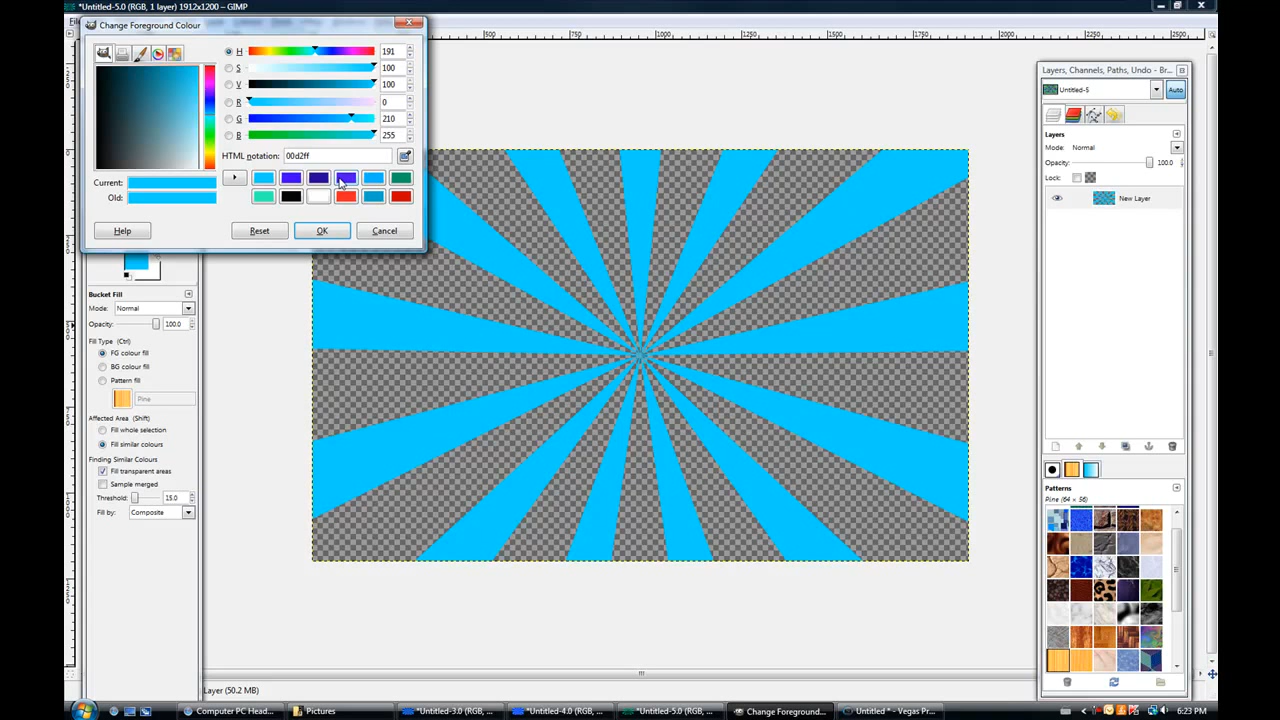 *Untitled-5.0 (RGB, 1 layer) 1912x1200 – GIMP
Change Foreground Colour
H 191
S 100
V 100
R 0
G 210
B 255
HTML notation: 00d2ff
Current:
Old:
Help Reset OK Cancel
500 750 1000 1250 1500 1750 2000 2250 2500
Bucket Fill
Mode: Normal
Opacity: 100.0
Fill Type (Ctrl)
FG colour fill
BG colour fill
Pattern fill
Pine
Affected Area (Shift)
Fill whole selection
Fill similar colours
Finding Similar Colours
Fill transparent areas
Sample merged
Threshold: 15.0
Fill by: Composite
Layer (50.2 MB)
Layers, Channels, Paths, Undo - Br...
Untitled-5 Auto
Layers
Mode: Normal
Opacity: 100.0
Lock:
New Layer
Patterns
Pine (64 × 56)
Computer PC Head... Pictures *Untitled-3.0 (RGB, ... *Untitled-4.0 (RGB, ... *Untitled-5.0 (RGB, ... Change Foreground... Untitled * - Vegas Pr... 6:23 PM